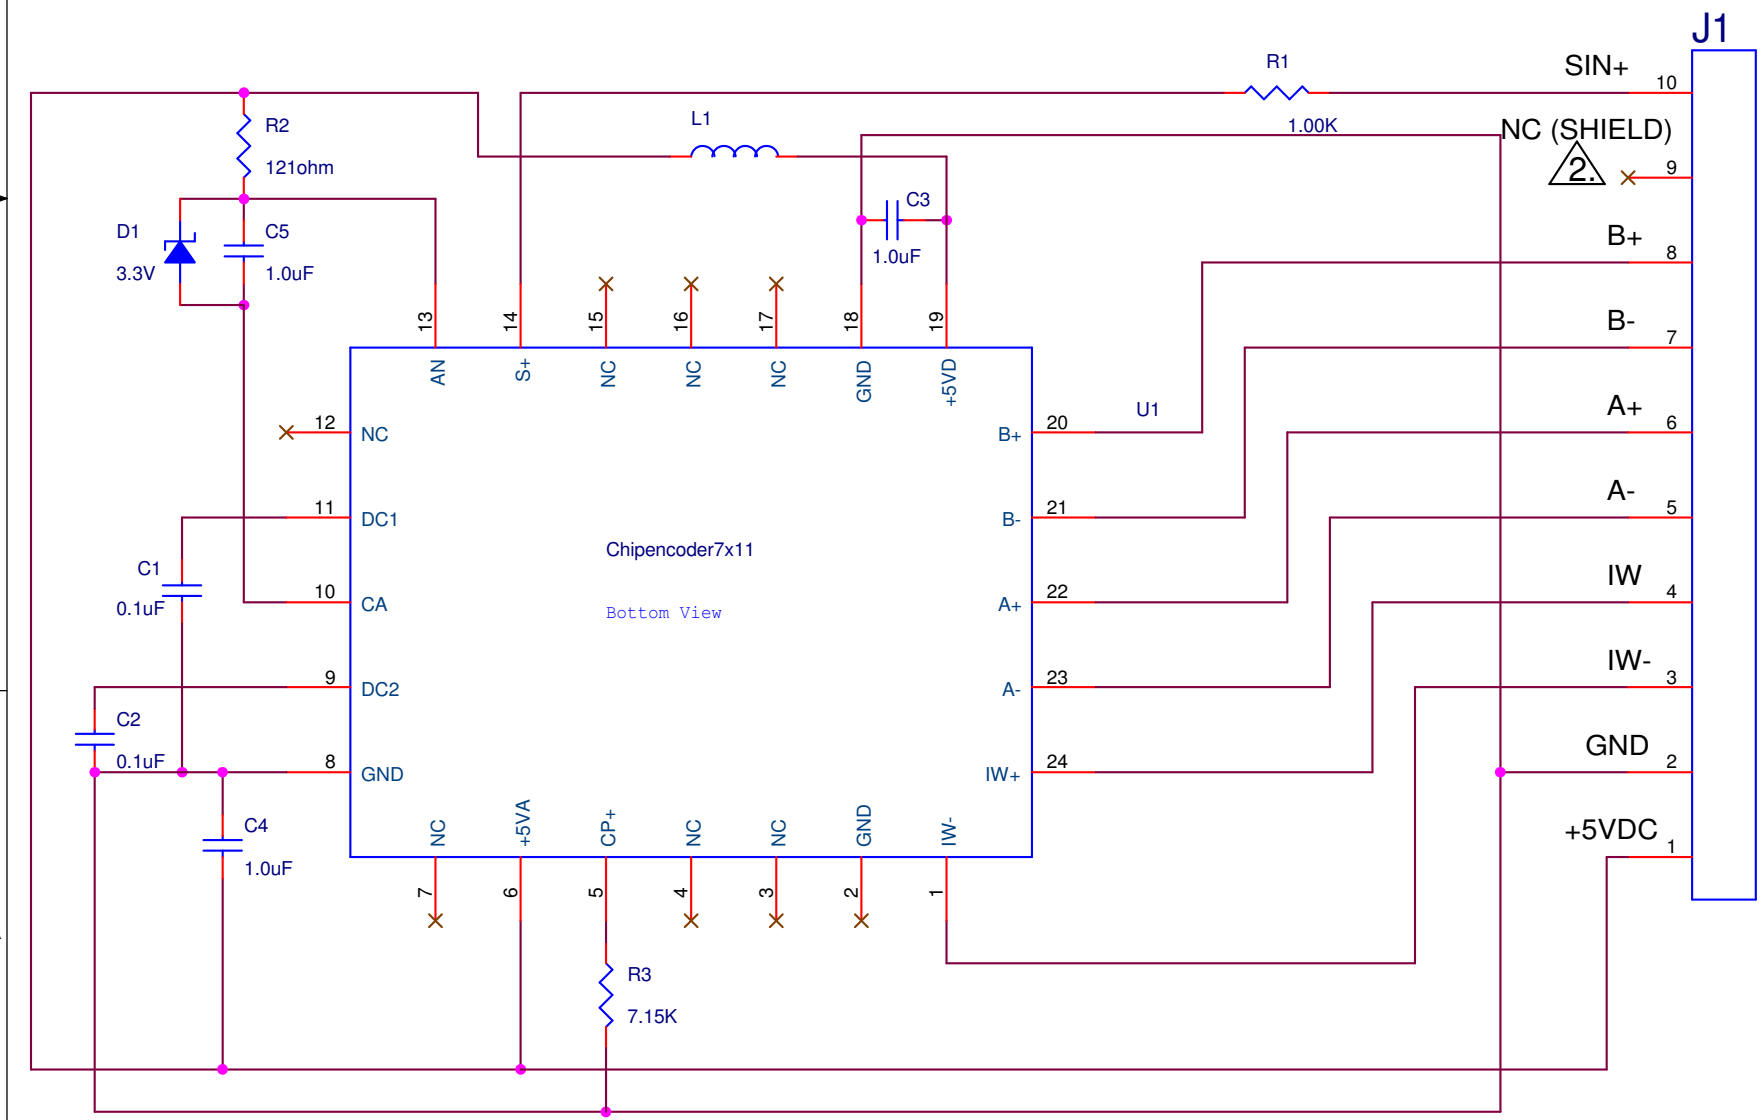 J1
R1
SIN+
10
1.00K
NC (SHIELD)
2.
9
R2
121ohm
L1
C3
1.0uF
D1
3.3V
C5
1.0uF
B+
8
B-
7
A+
6
A-
5
IW
4
IW-
3
GND
2
+5VDC
1
13
14
15
16
17
18
19
AN
S+
NC
NC
NC
GND
+5VD
U1
12
NC
B+
20
11
DC1
B-
21
Chipencoder7x11
C1
0.1uF
10
CA
A+
22
Bottom View
9
DC2
A-
23
C2
0.1uF
8
GND
IW+
24
C4
1.0uF
NC
+5VA
CP+
NC
NC
GND
IW-
7
6
5
4
3
2
1
R3
7.15K